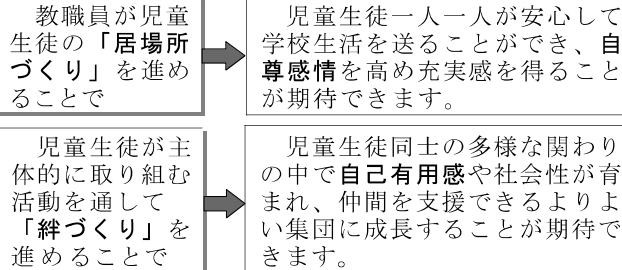 教職員が児童
生徒の「居場所
づくり」を進め
ることで
児童生徒一人一人が安心して
学校生活を送ることができ、自
尊感情を高め充実感を得ること
が期待できます。
児童生徒が主
体的に取り組む
活動を通して
「絆づくり」を
進めることで
児童生徒同士の多様な関わり
の中で自己有用感や社会性が育
まれ、仲間を支援できるよりよ
い集団に成長することが期待で
きます。